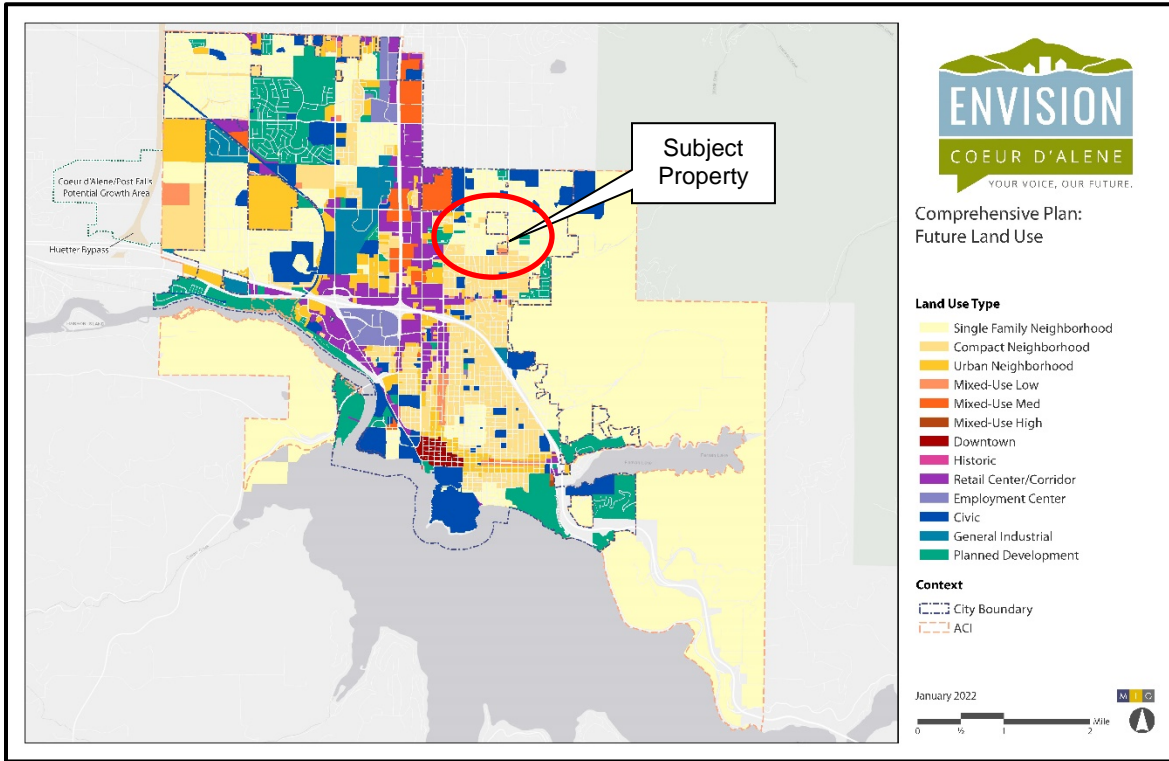 Subject
Property
Coeur d'Alene/Post Falls
Potential Growth Area
Huetter Bypass
ENVISION
COEUR D'ALENE
YOUR VOICE, OUR FUTURE.
Comprehensive Plan:
Future Land Use
Land Use Type
Single Family Neighborhood
Compact Neighborhood
Urban Neighborhood
Mixed-Use Low
Mixed-Use Med
Mixed-Use High
Downtown
Historic
Retail Center/Corridor
Employment Center
Civic
General Industrial
Planned Development
Context
City Boundary
ACI
January 2022
M I G
0 ½ 1 2 Mile